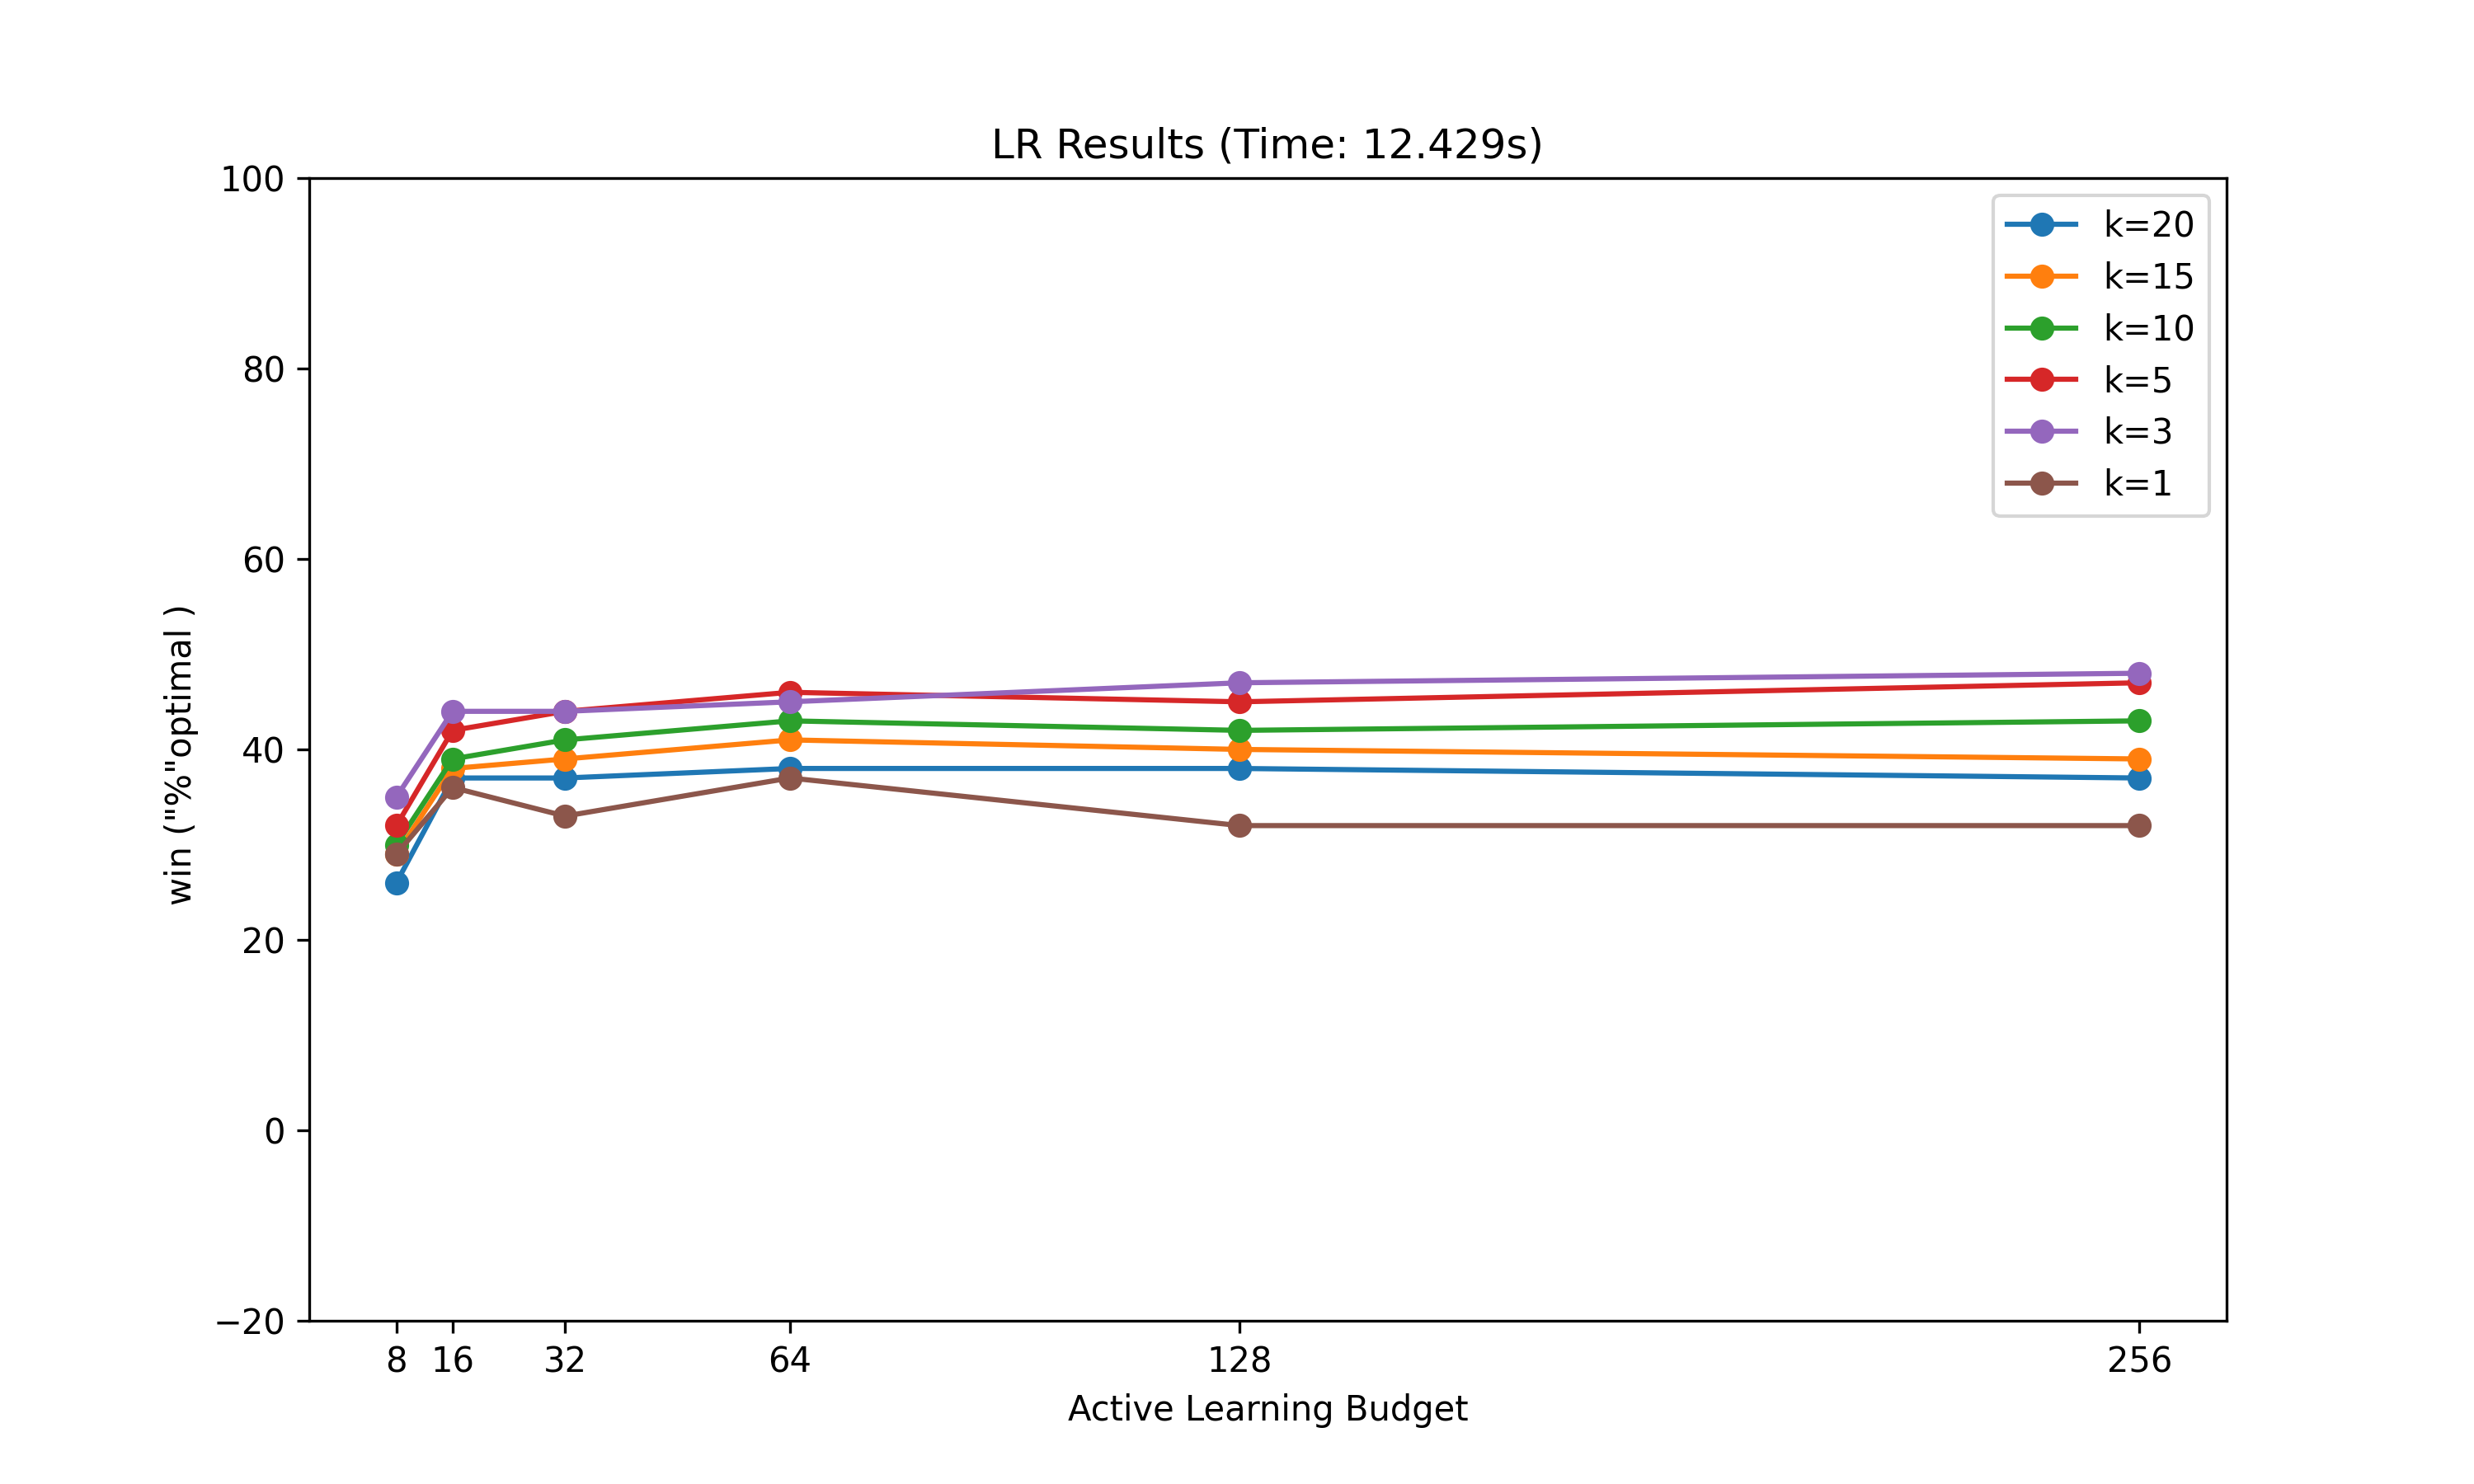 LR Results (Time: 12.429s)
100
80
60
40
20
0
−20
win ("%"optimal )
k=20
k=15
k=10
k=5
k=3
k=1
8 16 32 64 128 256
Active Learning Budget